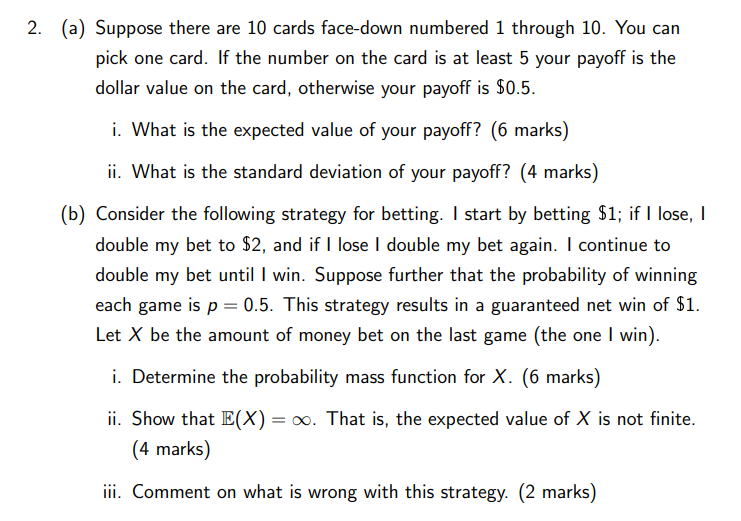 2. (a) Suppose there are 10 cards face-down numbered 1 through 10. You can
pick one card. If the number on the card is at least 5 your payoff is the
dollar value on the card, otherwise your payoff is $0.5.
i. What is the expected value of your payoff? (6 marks)
ii. What is the standard deviation of your payoff? (4 marks)
(b) Consider the following strategy for betting. I start by betting $1; if I lose, I
double my bet to $2, and if I lose I double my bet again. I continue to
double my bet until I win. Suppose further that the probability of winning
each game is p = 0.5. This strategy results in a guaranteed net win of $1.
Let X be the amount of money bet on the last game (the one I win).
i. Determine the probability mass function for X. (6 marks)
ii. Show that 𝔼(X) = ∞. That is, the expected value of X is not finite.
(4 marks)
iii. Comment on what is wrong with this strategy. (2 marks)